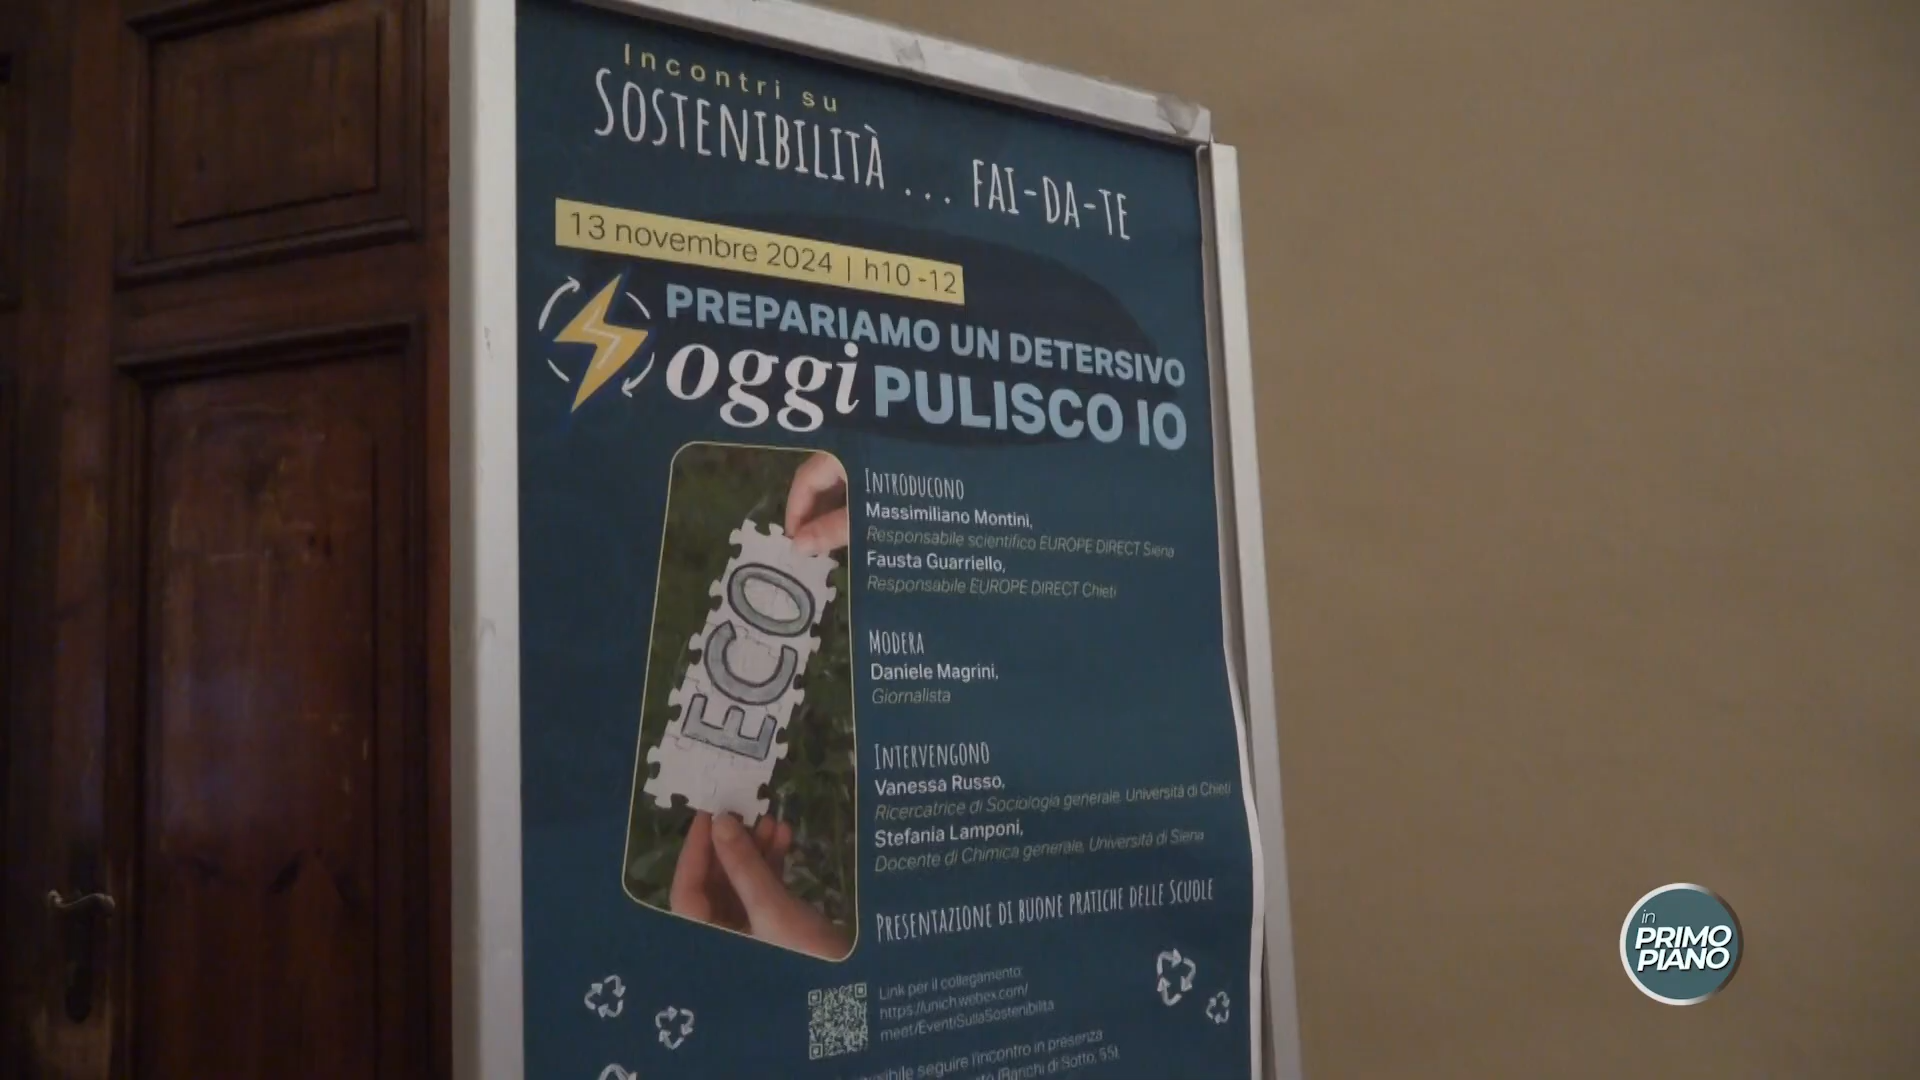 Incontri su
SOSTENIBILITÀ ... FAI-DA-TE
13 novembre 2024 | h10 -12
PREPARIAMO UN DETERSIVO
oggi PULISCO IO
ECO
INTRODUCONO
Massimiliano Montini,
Responsabile scientifico EUROPE DIRECT Siena
Fausta Guarriello,
Responsabile EUROPE DIRECT Chieti
MODERA
Daniele Magrini,
Giornalista
INTERVENGONO
Vanessa Russo,
Ricercatrice di Sociologia generale, Università di Chieti
Stefania Lamponi,
Docente di Chimica generale, Università di Siena
PRESENTAZIONE DI BUONE PRATICHE DELLE SCUOLE
Link per il collegamento:
https://unich.webex.com/
meet/EventiSullaSostenibilita
seguire l'incontro in presenza
(Banchi di Sotto, 55).
in
PRIMO
PIANO